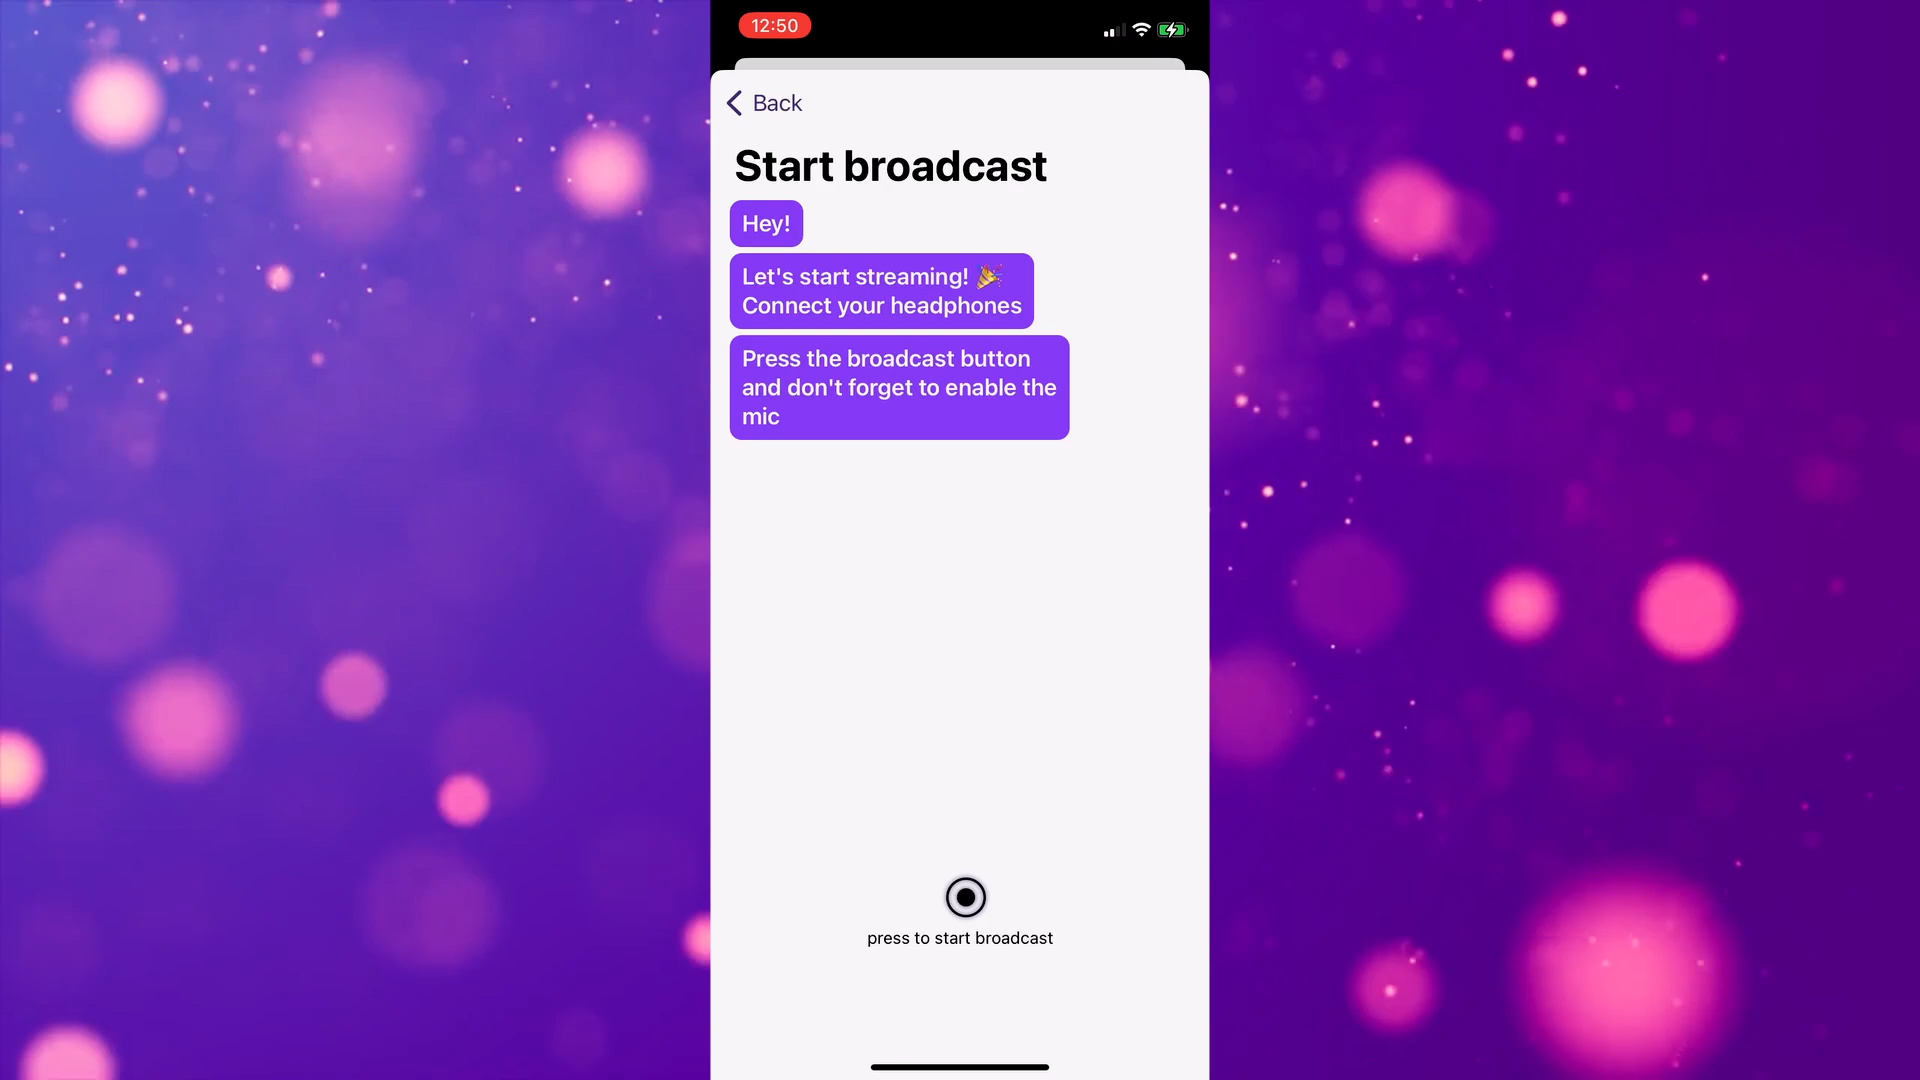 12:50
Back
Start broadcast
Hey!
Let's start streaming! 🎉
Connect your headphones
Press the broadcast button
and don't forget to enable the
mic
press to start broadcast